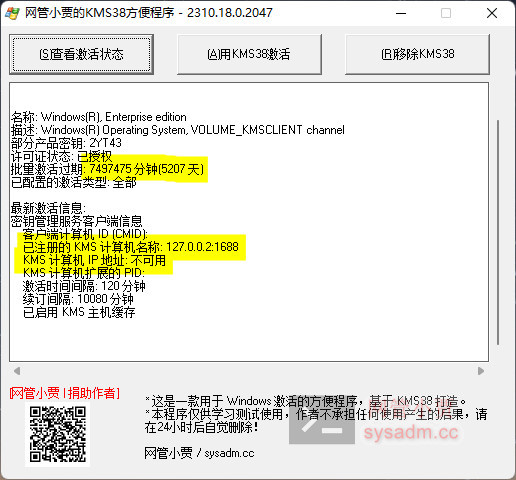 网管小贾的KMS38方便程序 - 2310.18.0.2047
(S)查看激活状态
(A)用KMS38激活
(R)移除KMS38
名称: Windows(R), Enterprise edition
描述: Windows(R) Operating System, VOLUME_KMSCLIENT channel
部分产品密钥: 2YT43
许可证状态: 已授权
批量激活过期: 7497475 分钟(5207 天)
已配置的激活类型: 全部
最新激活信息:
密钥管理服务客户端信息
客户端计算机 ID (CMID):
已注册的 KMS 计算机名称: 127.0.0.2:1688
KMS 计算机 IP 地址: 不可用
KMS 计算机扩展的 PID:
激活时间间隔: 120 分钟
续订间隔: 10080 分钟
已启用 KMS 主机缓存
[网管小贾 | 捐助作者]
*这是一款用于 Windows 激活的方便程序，基于 KMS38 打造。
*本程序仅供学习测试使用，作者不承担任何使用产生的后果，请
在24小时后自觉删除！
网管小贾 / sysadm.cc
sysadm.cc